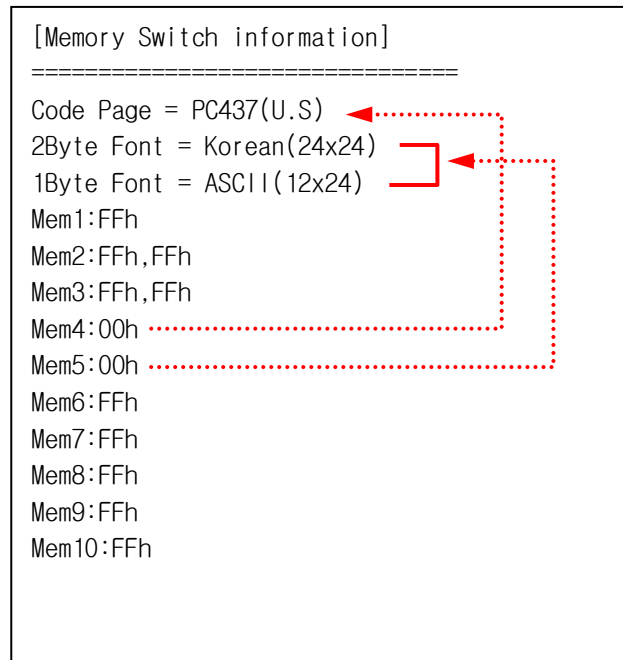 [Memory Switch information]
================================
Code Page = PC437(U.S)
2Byte Font = Korean(24x24)
1Byte Font = ASCII(12x24)
Mem1:FFh
Mem2:FFh,FFh
Mem3:FFh,FFh
Mem4:00h
Mem5:00h
Mem6:FFh
Mem7:FFh
Mem8:FFh
Mem9:FFh
Mem10:FFh